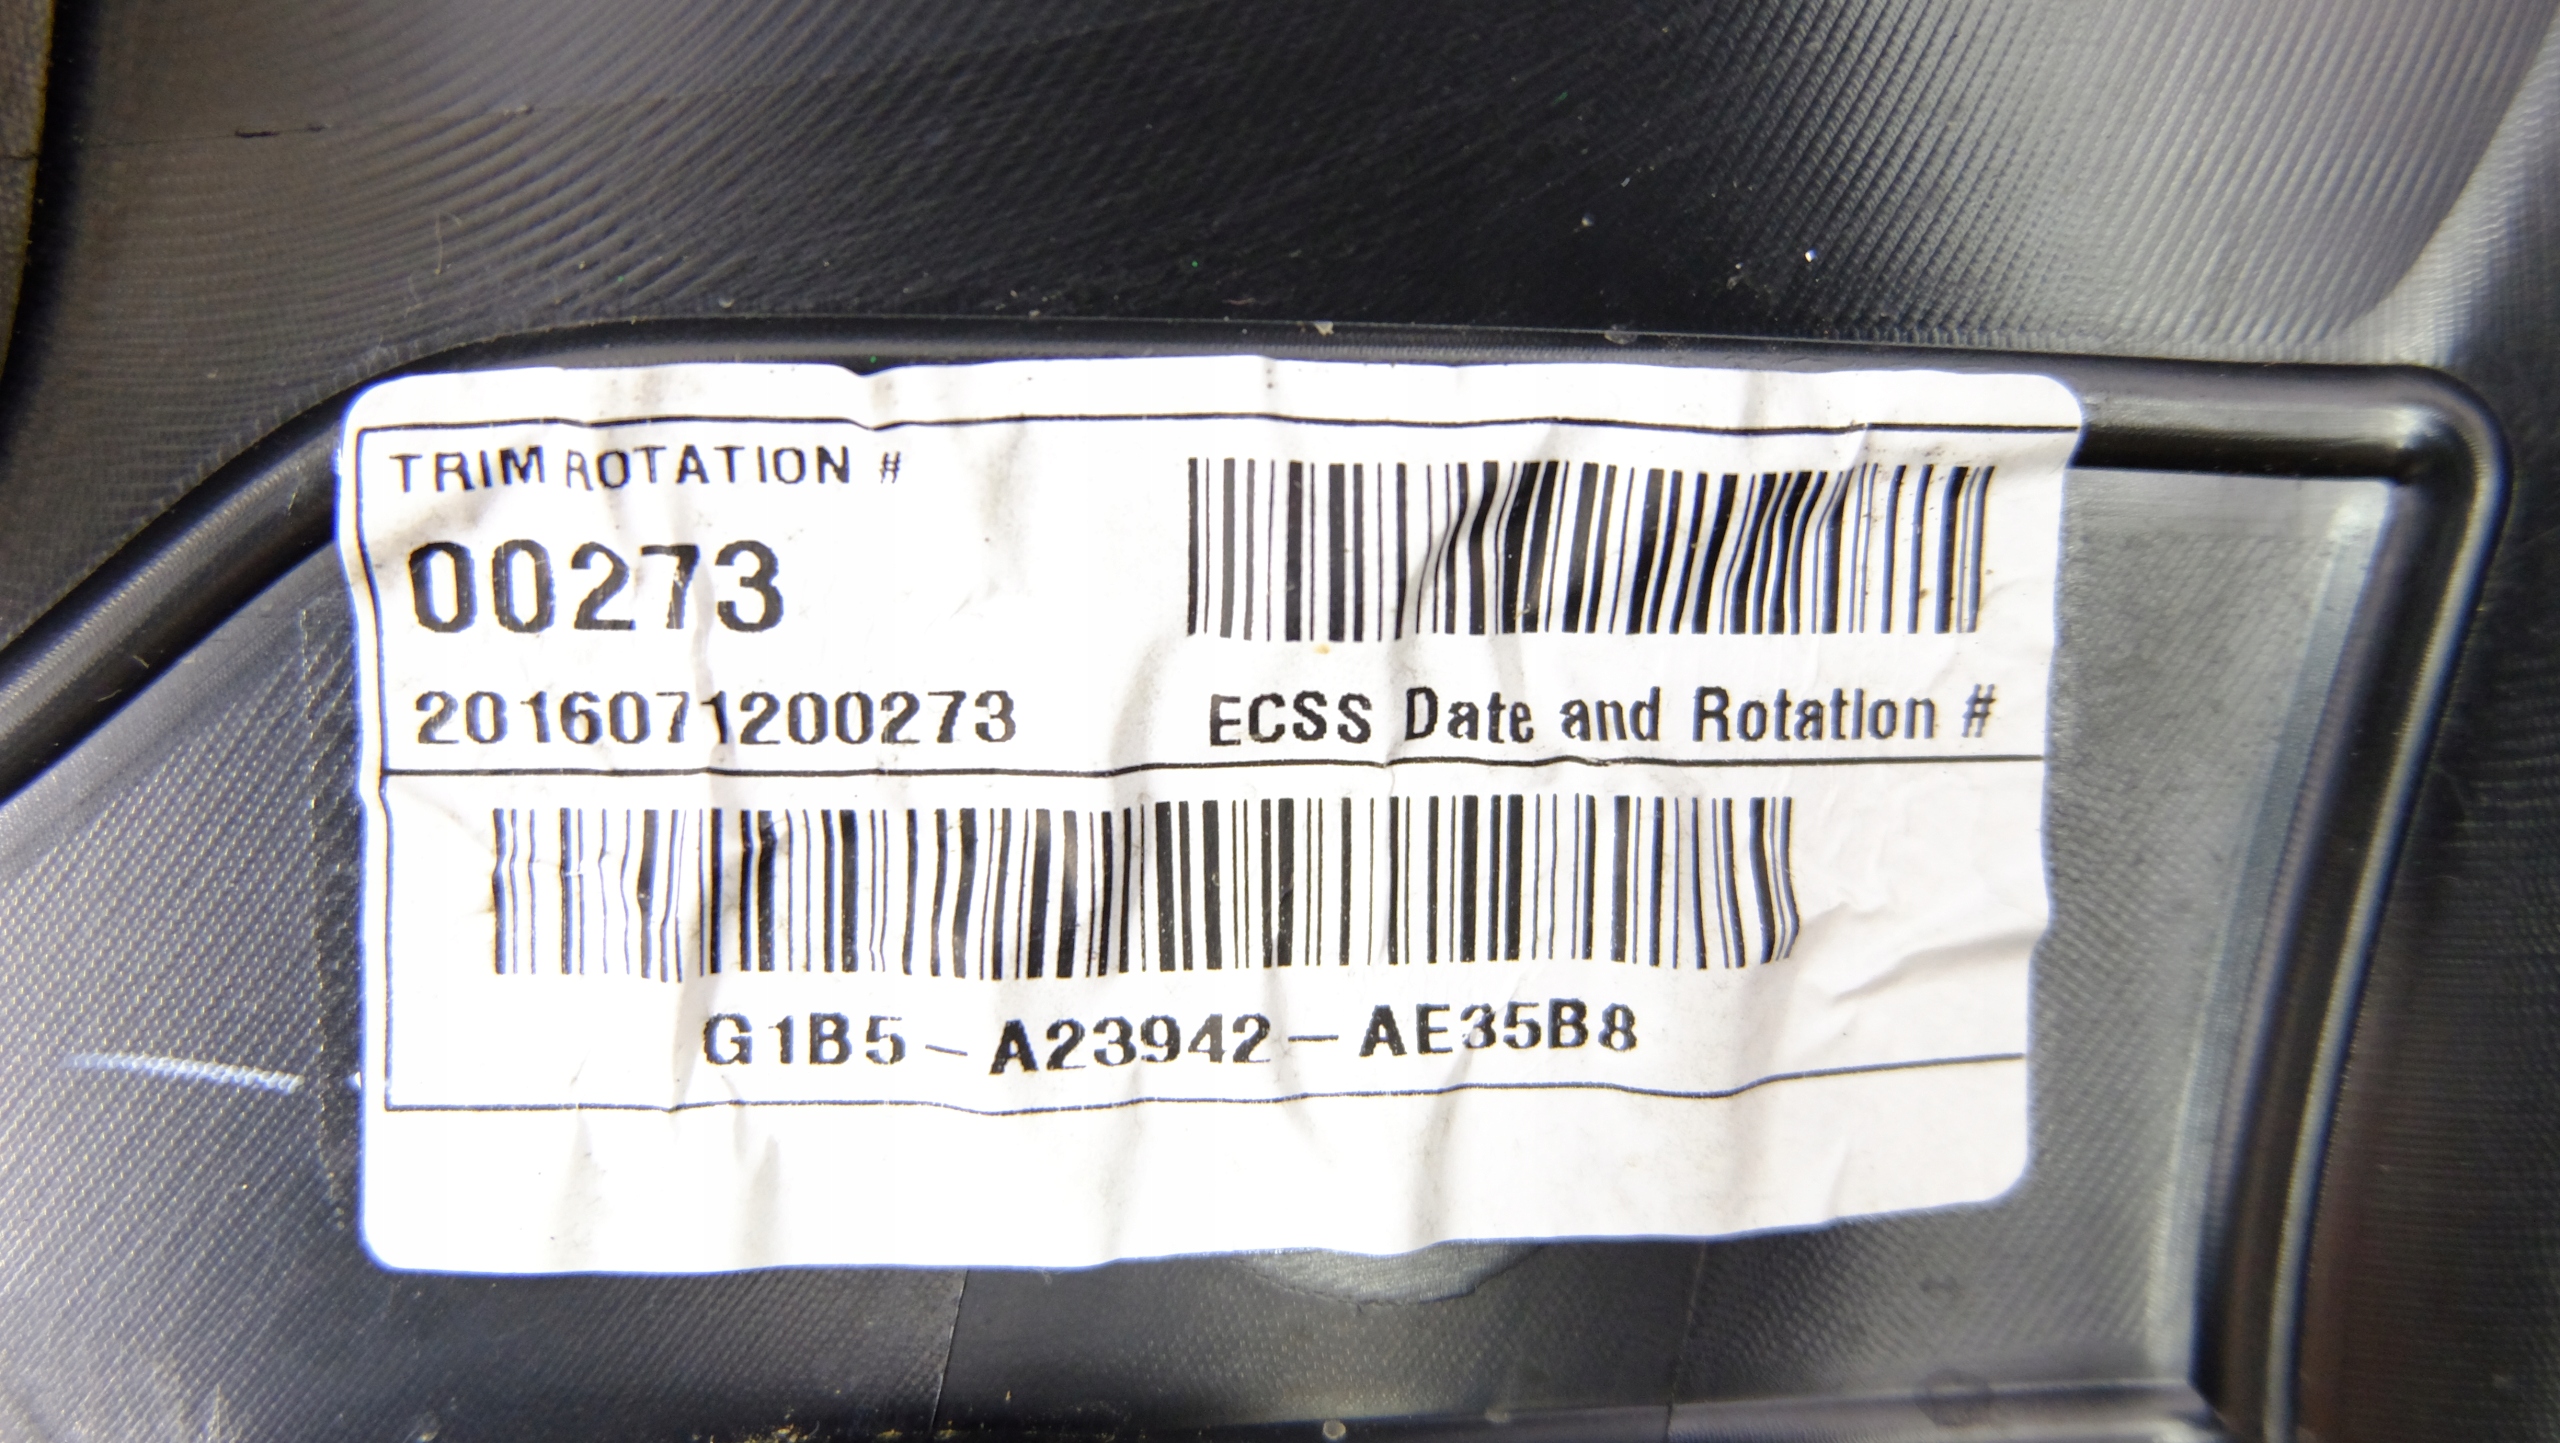 TRIM ROTATION #
00273
2016071200273
ECSS Date and Rotation #
G1B5-A23942-AE35B8